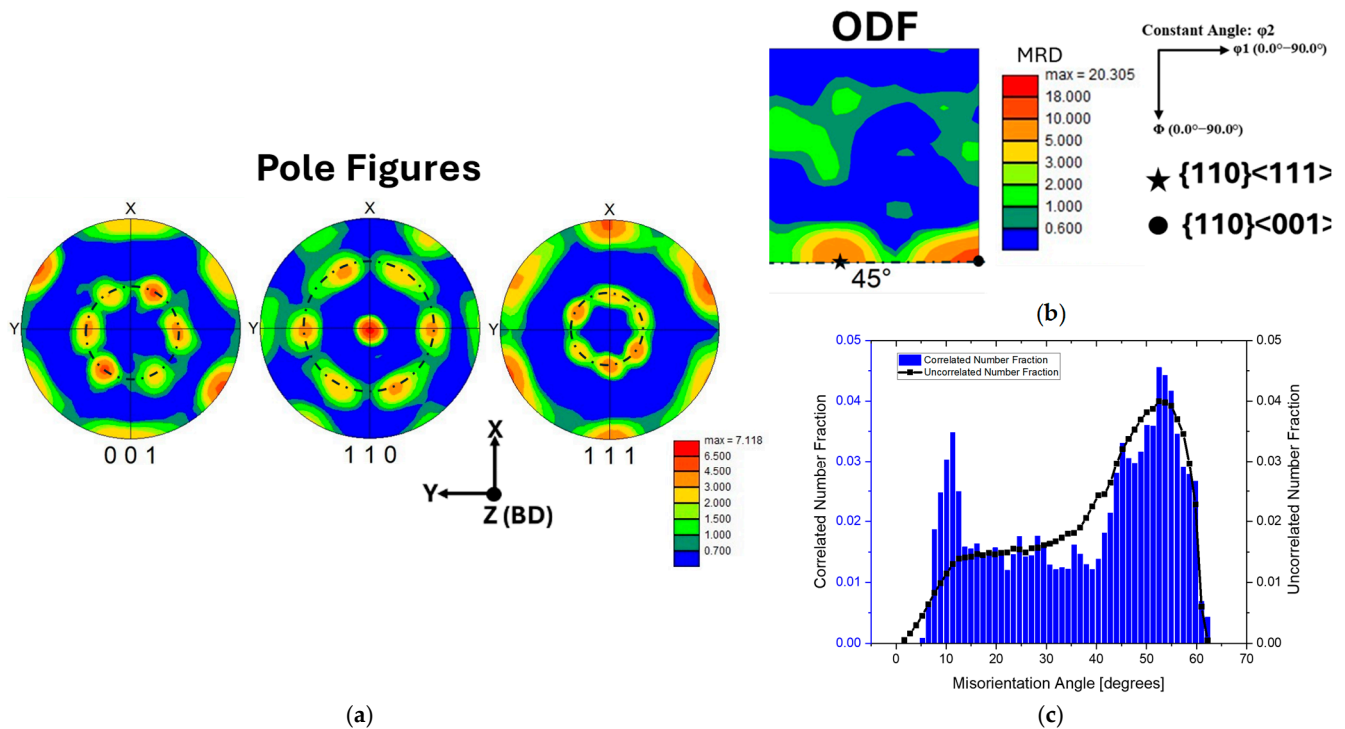 Pole Figures
X
X
X
Y
Y
Y
0 0 1
1 1 0
1 1 1
X
Y
Z (BD)
max = 7.118
6.500
4.500
3.000
2.000
1.500
1.000
0.700
(a)
ODF
45°
MRD
max = 20.305
18.000
10.000
5.000
3.000
2.000
1.000
0.600
Constant Angle: φ2
φ1 (0.0°–90.0°)
Φ (0.0°–90.0°)
{110}<111>
{110}<001>
(b)
Correlated Number Fraction
Uncorrelated Number Fraction
0.05
0.04
0.03
0.02
0.01
0.00
Correlated Number Fraction
0.05
0.04
0.03
0.02
0.01
0.00
Uncorrelated Number Fraction
0 10 20 30 40 50 60 70
Misorientation Angle [degrees]
(c)